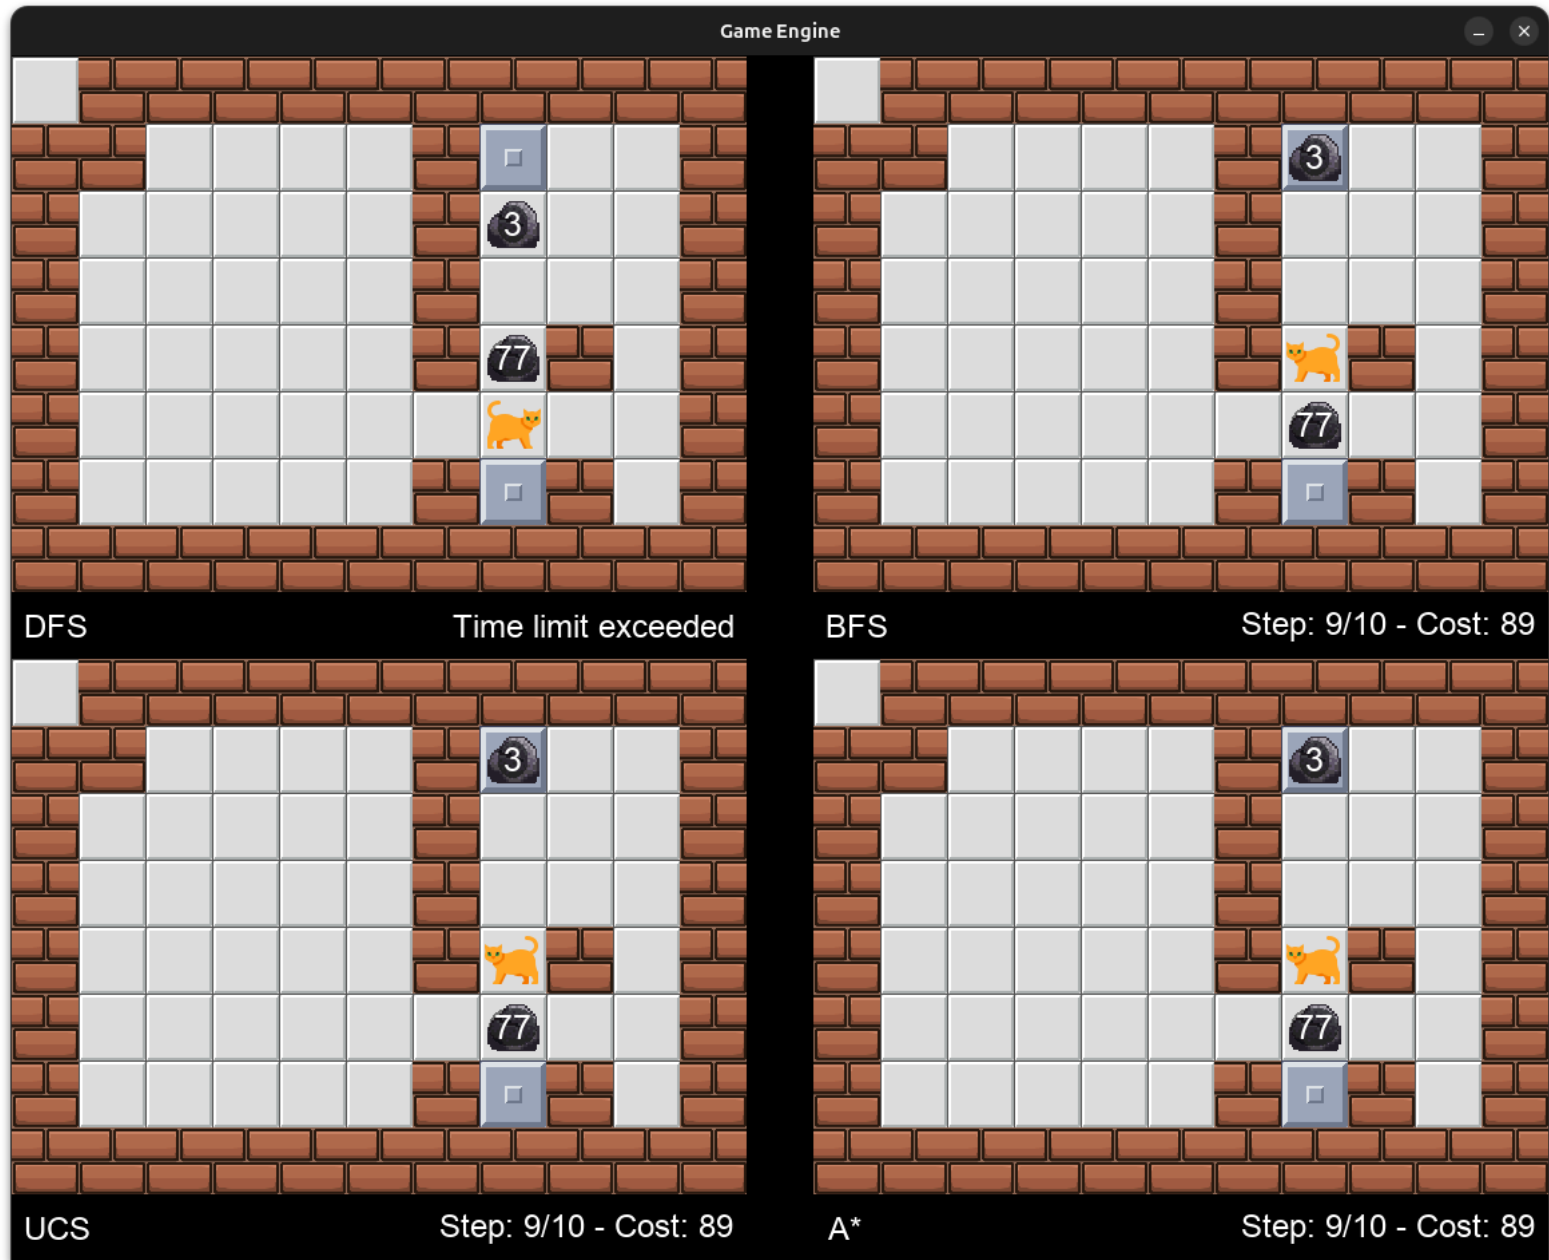 Game Engine
3
77
DFS
Time limit exceeded
3
77
BFS
Step: 9/10 - Cost: 89
3
77
UCS
Step: 9/10 - Cost: 89
3
77
A*
Step: 9/10 - Cost: 89